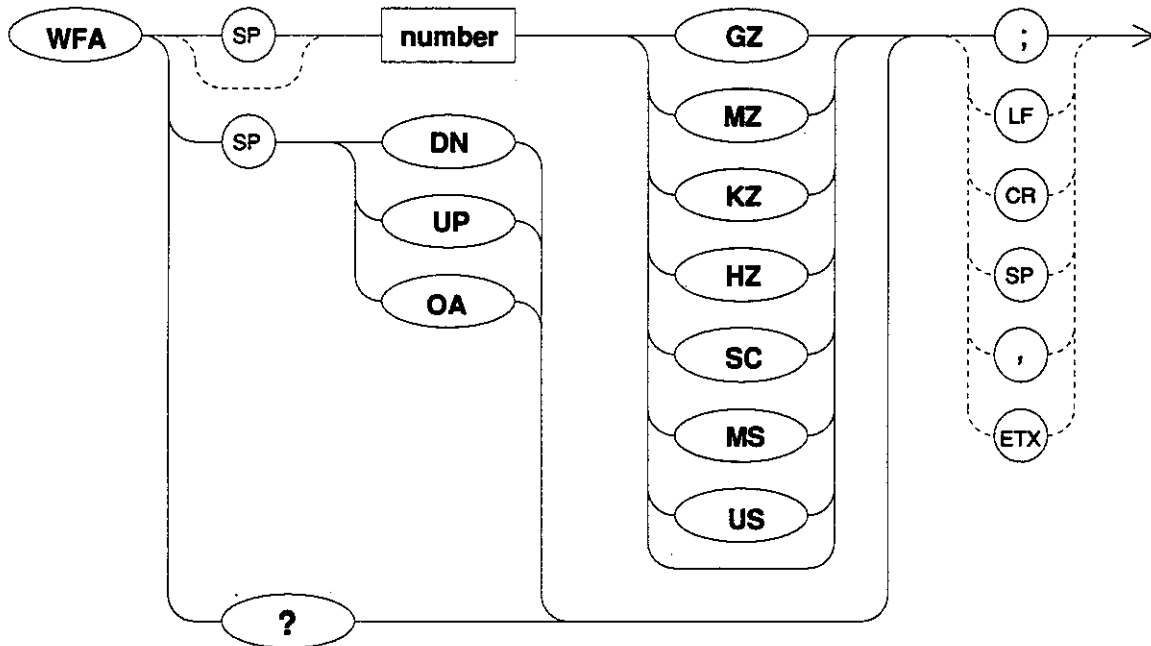 WFA SP number GZ ;
MZ LF
SP DN
KZ CR
UP
HZ SP
OA
SC ,
MS ETX
US
?